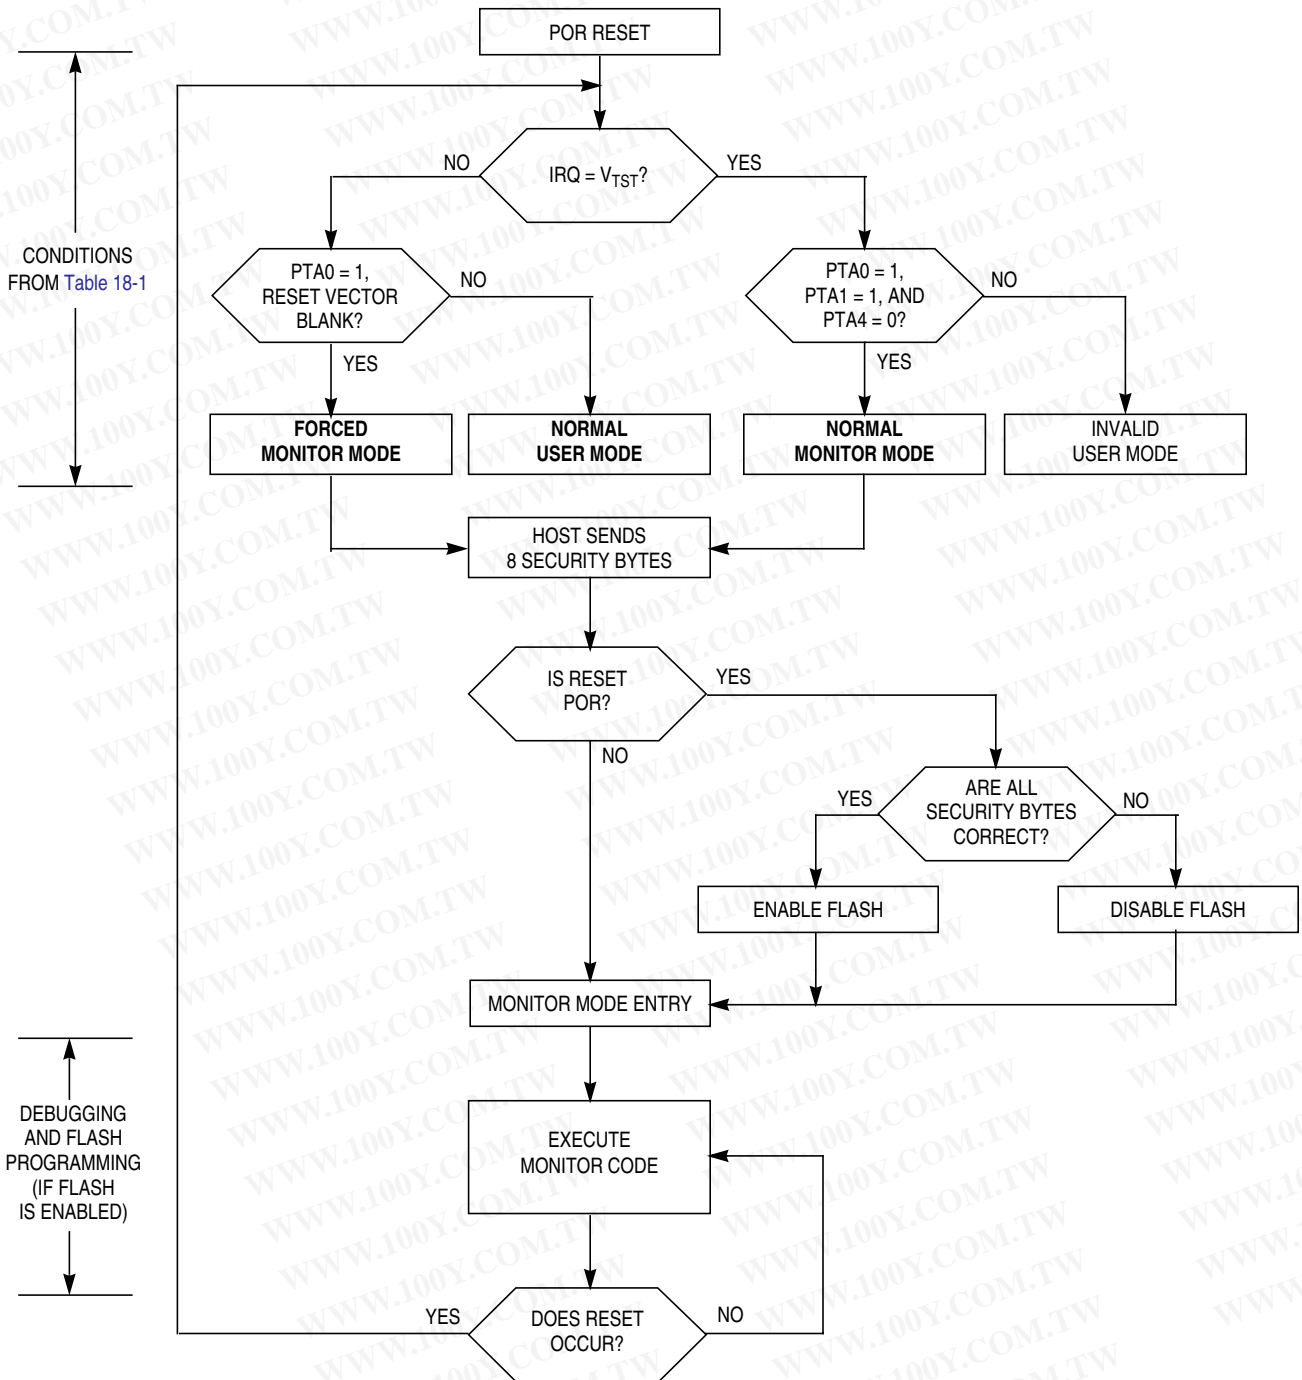 POR RESET
IRQ = VTST?
NO
YES
CONDITIONS
FROM Table 18-1
PTA0 = 1,
RESET VECTOR
BLANK?
NO
YES
PTA0 = 1,
PTA1 = 1, AND
PTA4 = 0?
NO
YES
FORCED
MONITOR MODE
NORMAL
USER MODE
NORMAL
MONITOR MODE
INVALID
USER MODE
HOST SENDS
8 SECURITY BYTES
IS RESET
POR?
YES
NO
ARE ALL
SECURITY BYTES
CORRECT?
YES
NO
ENABLE FLASH
DISABLE FLASH
MONITOR MODE ENTRY
DEBUGGING
AND FLASH
PROGRAMMING
(IF FLASH
IS ENABLED)
EXECUTE
MONITOR CODE
DOES RESET
OCCUR?
YES
NO
WWW.100Y.COM.TW